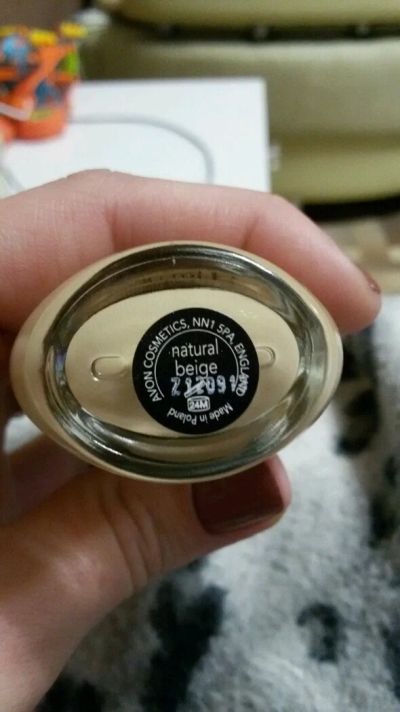 AVON COSMETICS, NN1 5PA, ENGLAND
natural
beige
24M
Made in Poland